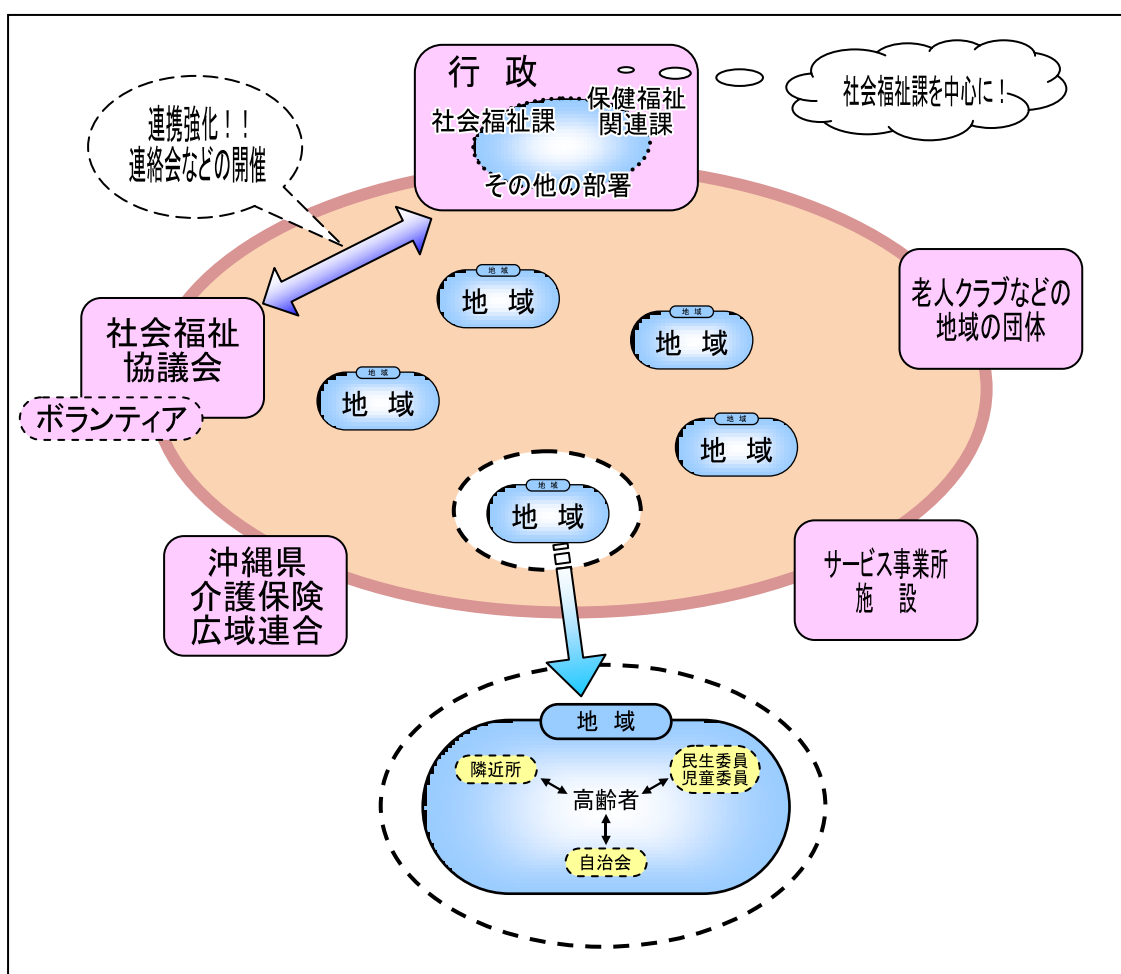 行 政
社会福祉課
保健福祉
関連課
その他の部署
社会福祉課を中心に！
連携強化！！
連絡会などの開催
社会福祉
協議会
ボランティア
老人クラブなどの
地域の団体
地 域
地 域
地 域
地 域
地 域
地 域
地 域
地 域
地 域
地 域
沖縄県
介護保険
広域連合
サービス事業所
施 設
地 域
隣近所
民生委員
児童委員
高齢者
自治会